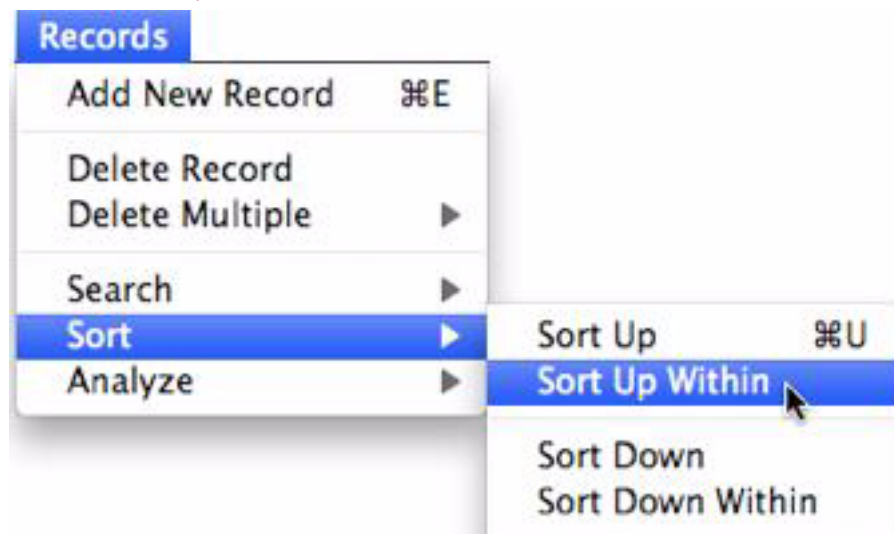 Records
Add New Record ⌘E
Delete Record
Delete Multiple
Search
Sort
Analyze
Sort Up ⌘U
Sort Up Within
Sort Down
Sort Down Within